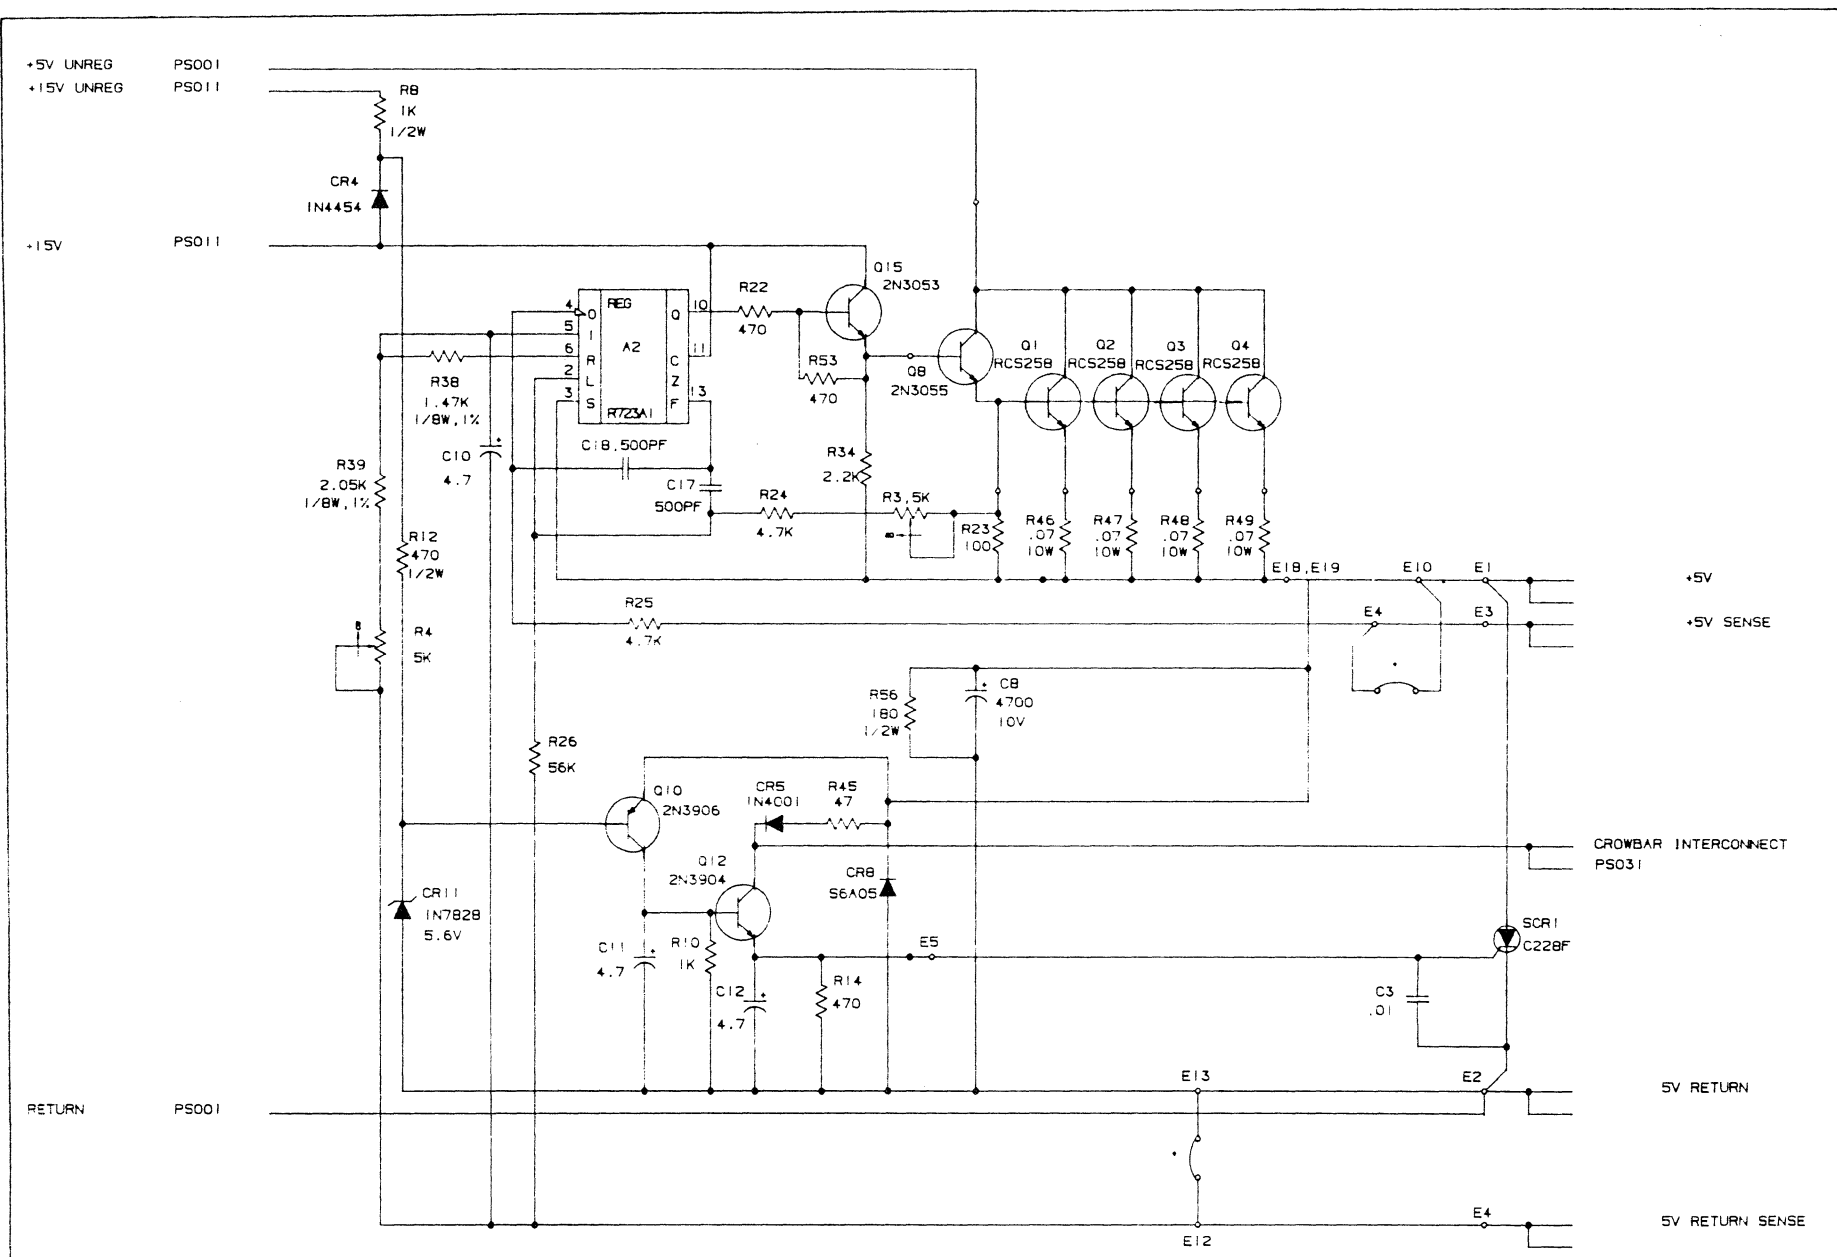 +5V UNREG PS001
+15V UNREG PS011
R8
1K
1/2W
CR4
1N4454
+15V PS011
Q15
2N3053
R22
470
4 REG 10
O Q
5 I
6 A2 11
R C
2 L Z
3 13
S F
R723A1
R53
470
Q8
2N3055
Q1
RCS258
Q2
RCS258
Q3
RCS258
Q4
RCS258
R38
1.47K
1/8W,1%
C18,500PF
C10 +
4.7
R39
2.05K
1/8W,1%
R34
2.2K
C17
500PF
R24
4.7K
R3,5K
R23
100
R46
.07
10W
R47
.07
10W
R48
.07
10W
R49
.07
10W
R12
470
1/2W
E18,E19 E10 E1 +5V
R25
4.7K
E4 E3 +5V SENSE
R4
5K
R56
180
1/2W
+ C8
4700
10V
R26
56K
Q10
2N3906
CR5
1N4001
R45
47
CROWBAR INTERCONNECT
PS031
Q12
2N3904
CR8
S6A05
CR11
1N7828
5.6V
SCR1
C228F
C11 +
4.7
R10
1K
E5
C12 +
4.7
R14
470
C3
.01
E13 E2 5V RETURN
RETURN PS001
E4 5V RETURN SENSE
E12